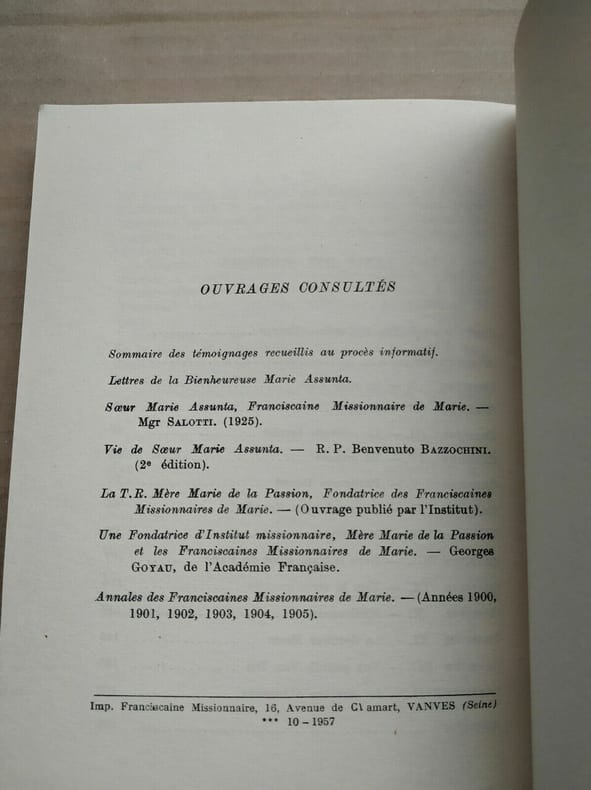 OUVRAGES CONSULTÉS
Sommaire des témoignages recueillis au procès informatif.
Lettres de la Bienheureuse Marie Assunta.
Sœur Marie Assunta, Franciscaine Missionnaire de Marie. —
Mgr SALOTTI. (1925).
Vie de Sœur Marie Assunta. — R. P. Benvenuto BAZZOCHINI.
(2e édition).
La T.R. Mère Marie de la Passion, Fondatrice des Franciscaines
Missionnaires de Marie. — (Ouvrage publié par l'Institut).
Une Fondatrice d'Institut missionnaire, Mère Marie de la Passion
et les Franciscaines Missionnaires de Marie. — Georges
GOYAU, de l'Académie Française.
Annales des Franciscaines Missionnaires de Marie. — (Années 1900,
1901, 1902, 1903, 1904, 1905).
Imp. Franciscaine Missionnaire, 16, Avenue de Clamart, VANVES (Seine)
*** 10-1957